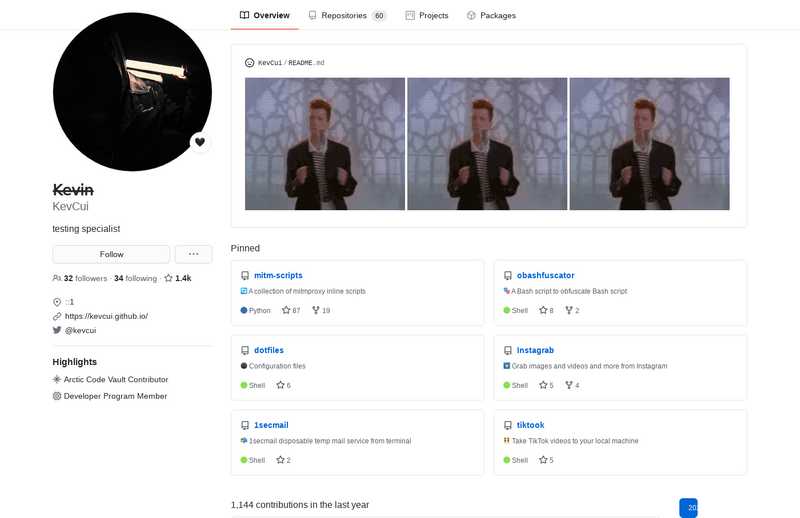 Overview
Repositories 60
Projects
Packages
KevCui / README.md
Kevin
KevCui
testing specialist
Follow
32 followers · 34 following · 1.4k
::1
https://kevcui.github.io/
@kevcui
Highlights
Arctic Code Vault Contributor
Developer Program Member
Pinned
mitm-scripts
A collection of mitmproxy inline scripts
Python 87 19
obashfuscator
A Bash script to obfuscate Bash script
Shell 8 2
dotfiles
Configuration files
Shell 6
Instagrab
Grab images and videos and more from Instagram
Shell 5 4
1secmail
1secmail disposable temp mail service from terminal
Shell 2
tiktook
Take TikTok videos to your local machine
Shell 5
1,144 contributions in the last year